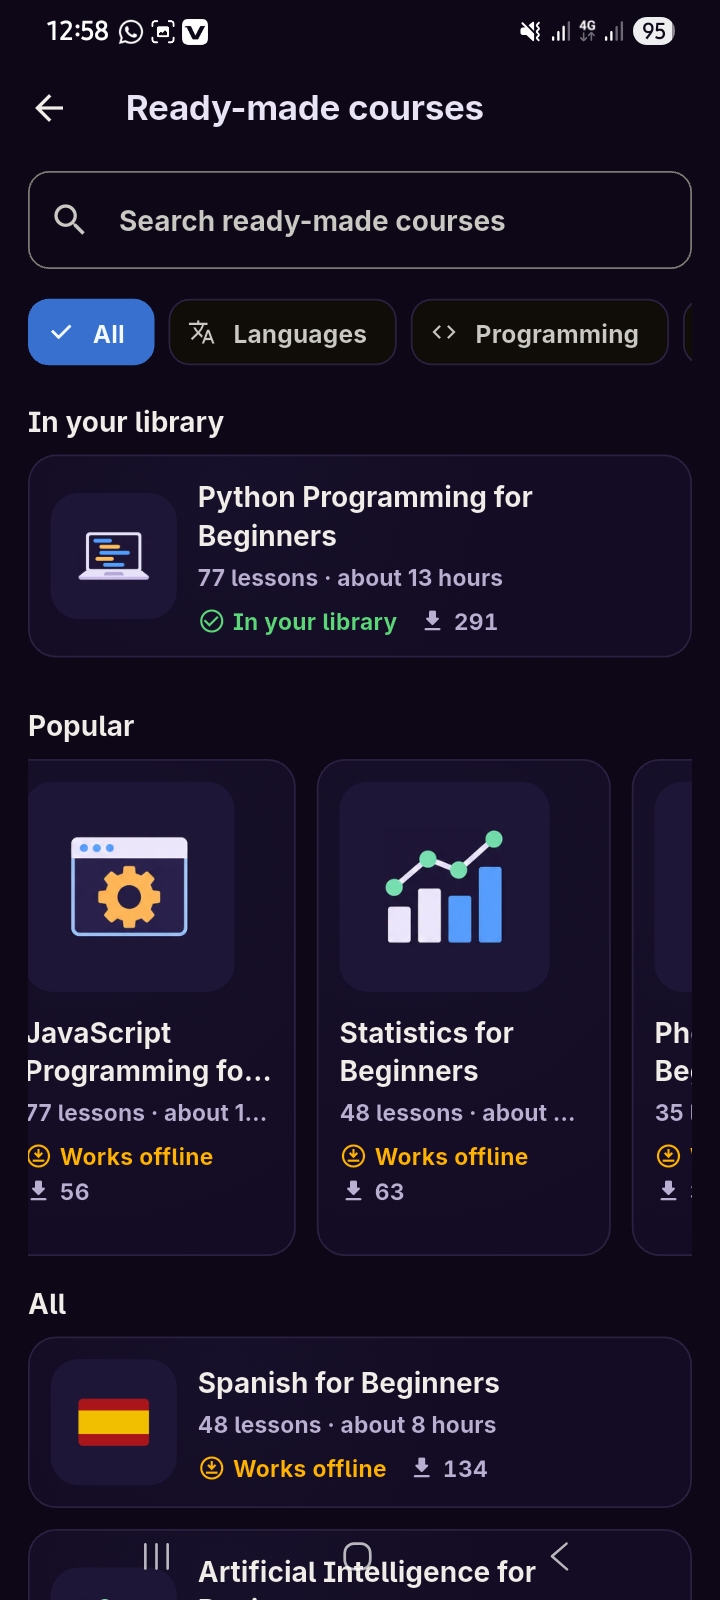 12:58
4G
95
Ready-made courses
Search ready-made courses
All
Languages
Programming
In your library
Python Programming for
Beginners
77 lessons · about 13 hours
In your library
291
Popular
JavaScript
Programming fo...
77 lessons · about 1...
Works offline
56
Statistics for
Beginners
48 lessons · about ...
Works offline
63
35
All
Spanish for Beginners
48 lessons · about 8 hours
Works offline
134
Artificial Intelligence for